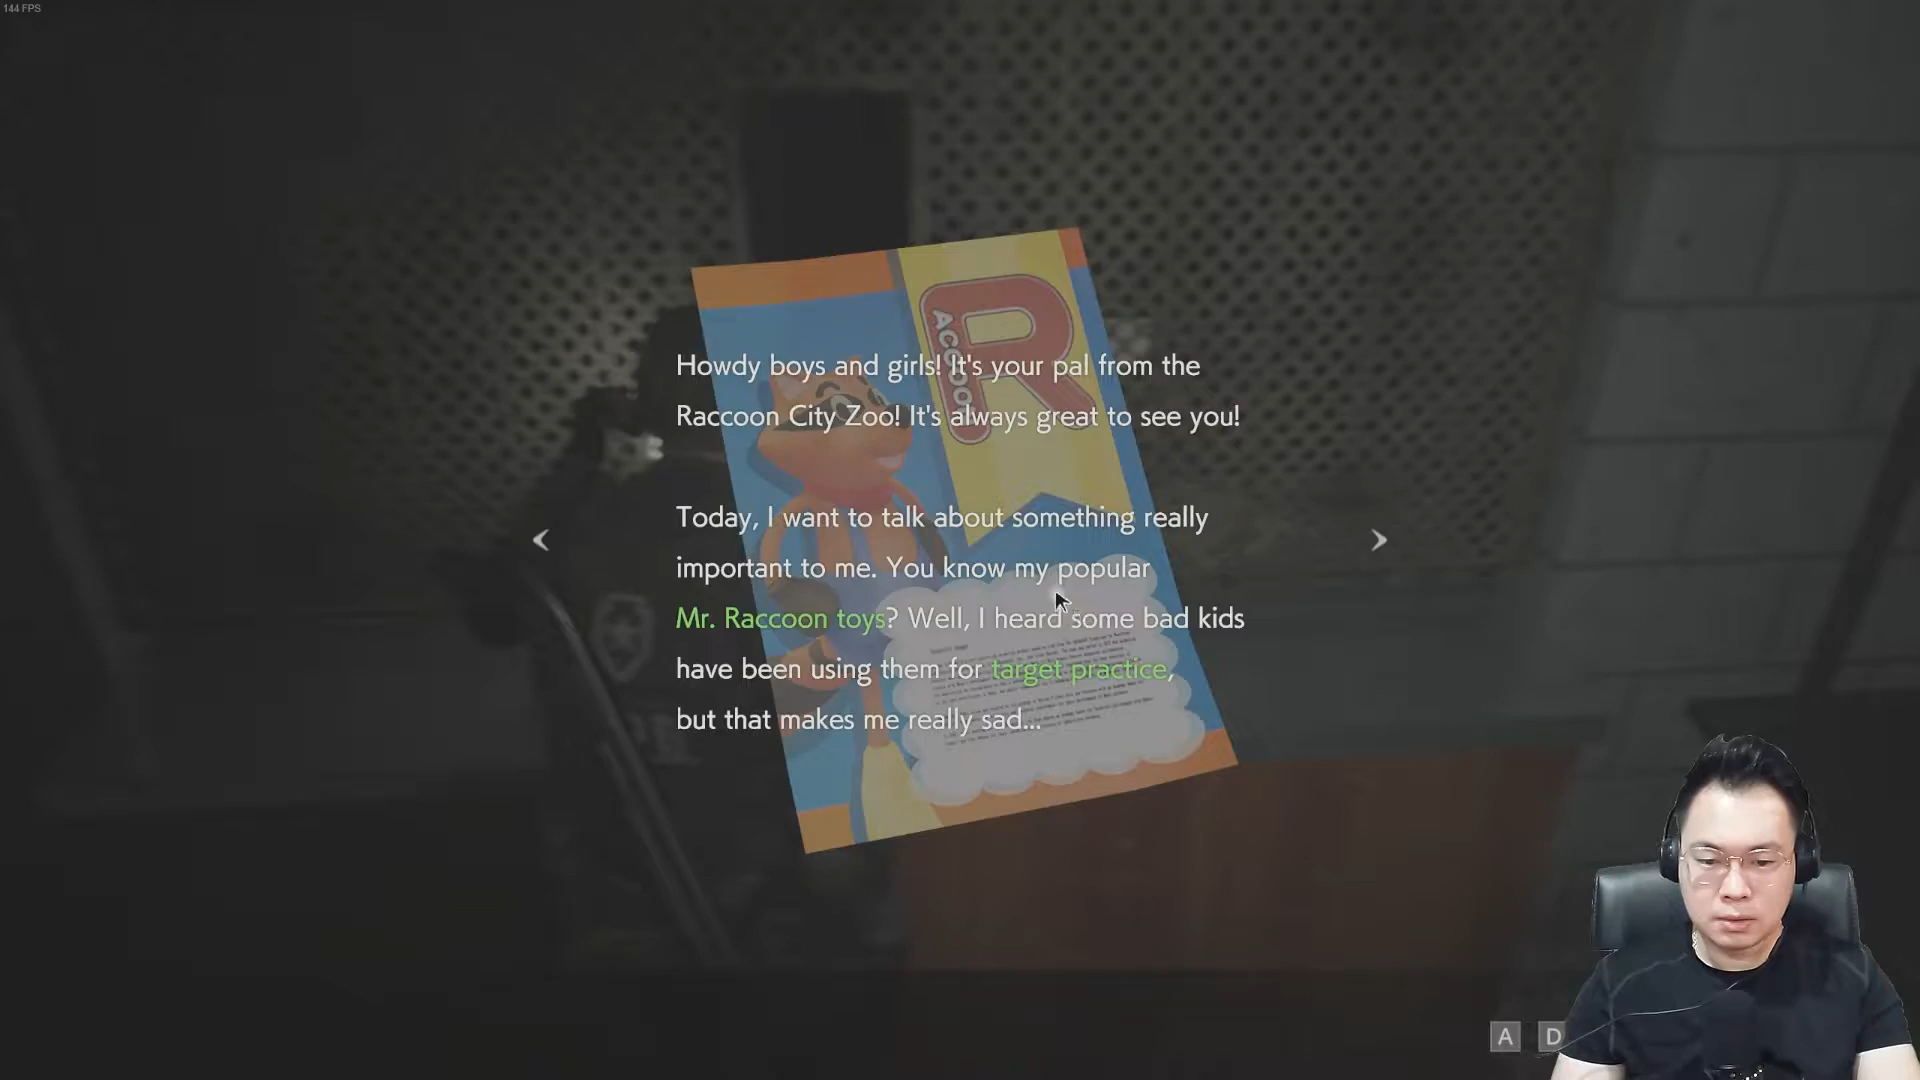 144 FPS
R
ACCOON
Howdy boys and girls! It's your pal from the
Raccoon City Zoo! It's always great to see you!
Today, I want to talk about something really
important to me. You know my popular
Mr. Raccoon toys? Well, I heard some bad kids
have been using them for target practice,
but that makes me really sad...
A D